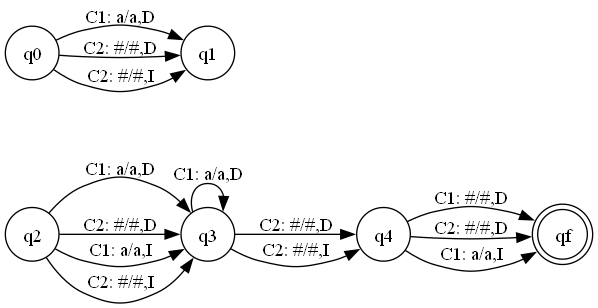 C1: a/a,D
q0
C2: #/#,D
q1
C2: #/#,I
C1: a/a,D
C1: a/a,D
q2
C2: #/#,D
C1: a/a,I
C2: #/#,I
q3
C2: #/#,D
C2: #/#,I
q4
C1: #/#,D
C2: #/#,D
C1: a/a,I
qf